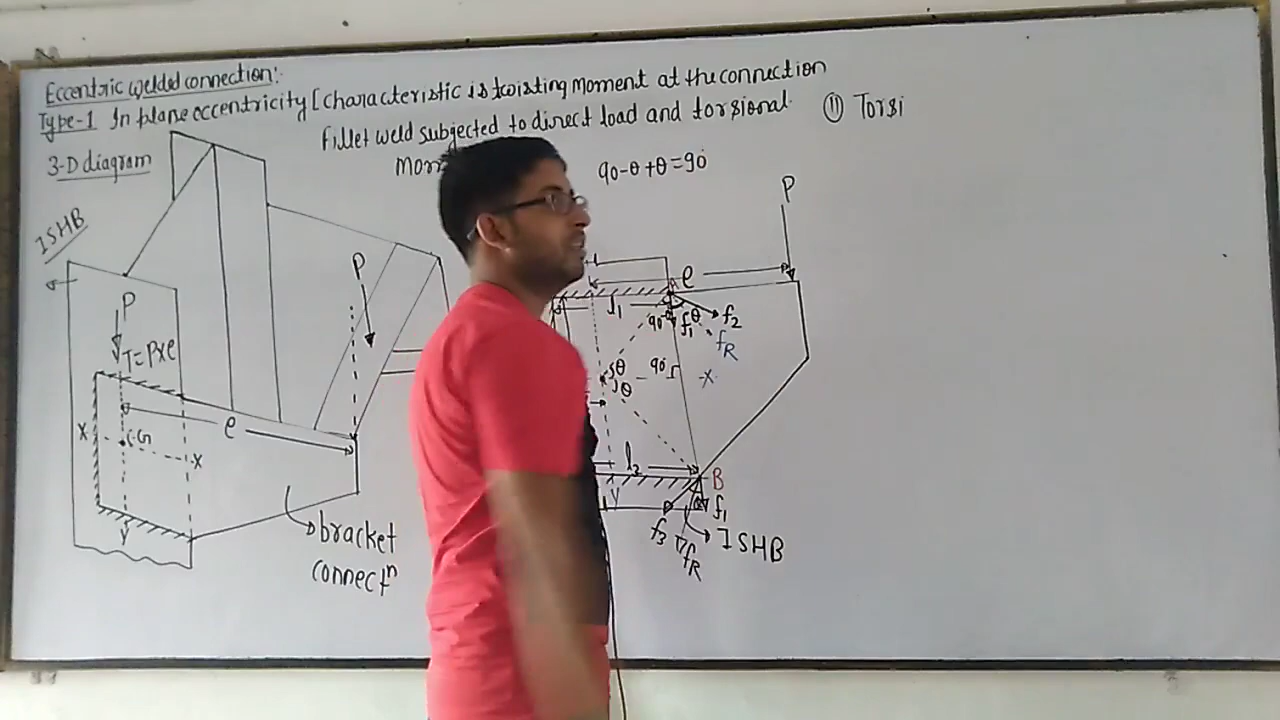 Eccentric welded connection:
Type-1 In plane eccentricity [characteristic is twisting Moment at the connection
Fillet weld subjected to direct load and torsional
(ii) Torsi
3-D diagram
90-θ+θ=90°
ISHB
P
P
P
T=P×e
e
l₁
e
A
90-θ
f₁
θ
f₂
fR
θ
θ
90°
X
X
CG
X
e
l₂
B
Y
Y
f₁
f₃
fR
ISHB
bracket
connectⁿ